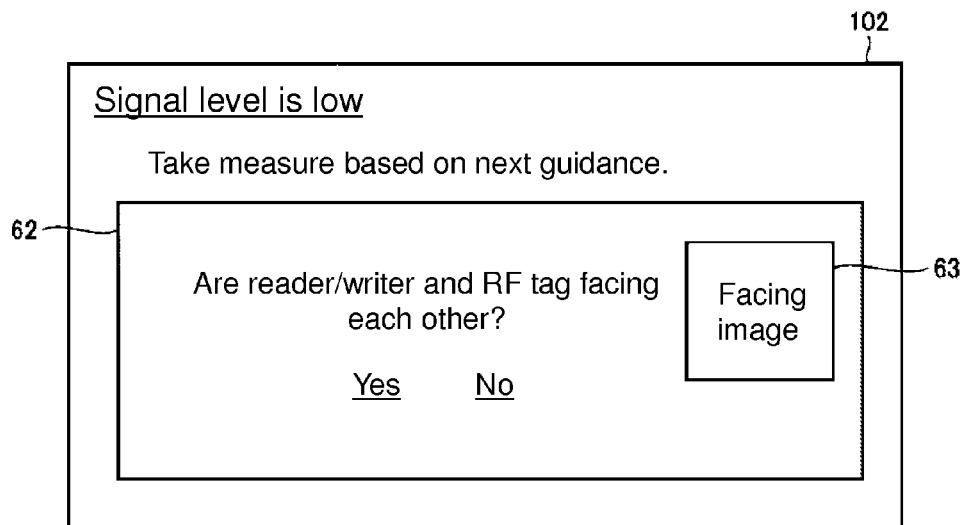 102
Signal level is low
Take measure based on next guidance.
62
63
Are reader/writer and RF tag facing
each other?
Facing
image
Yes No